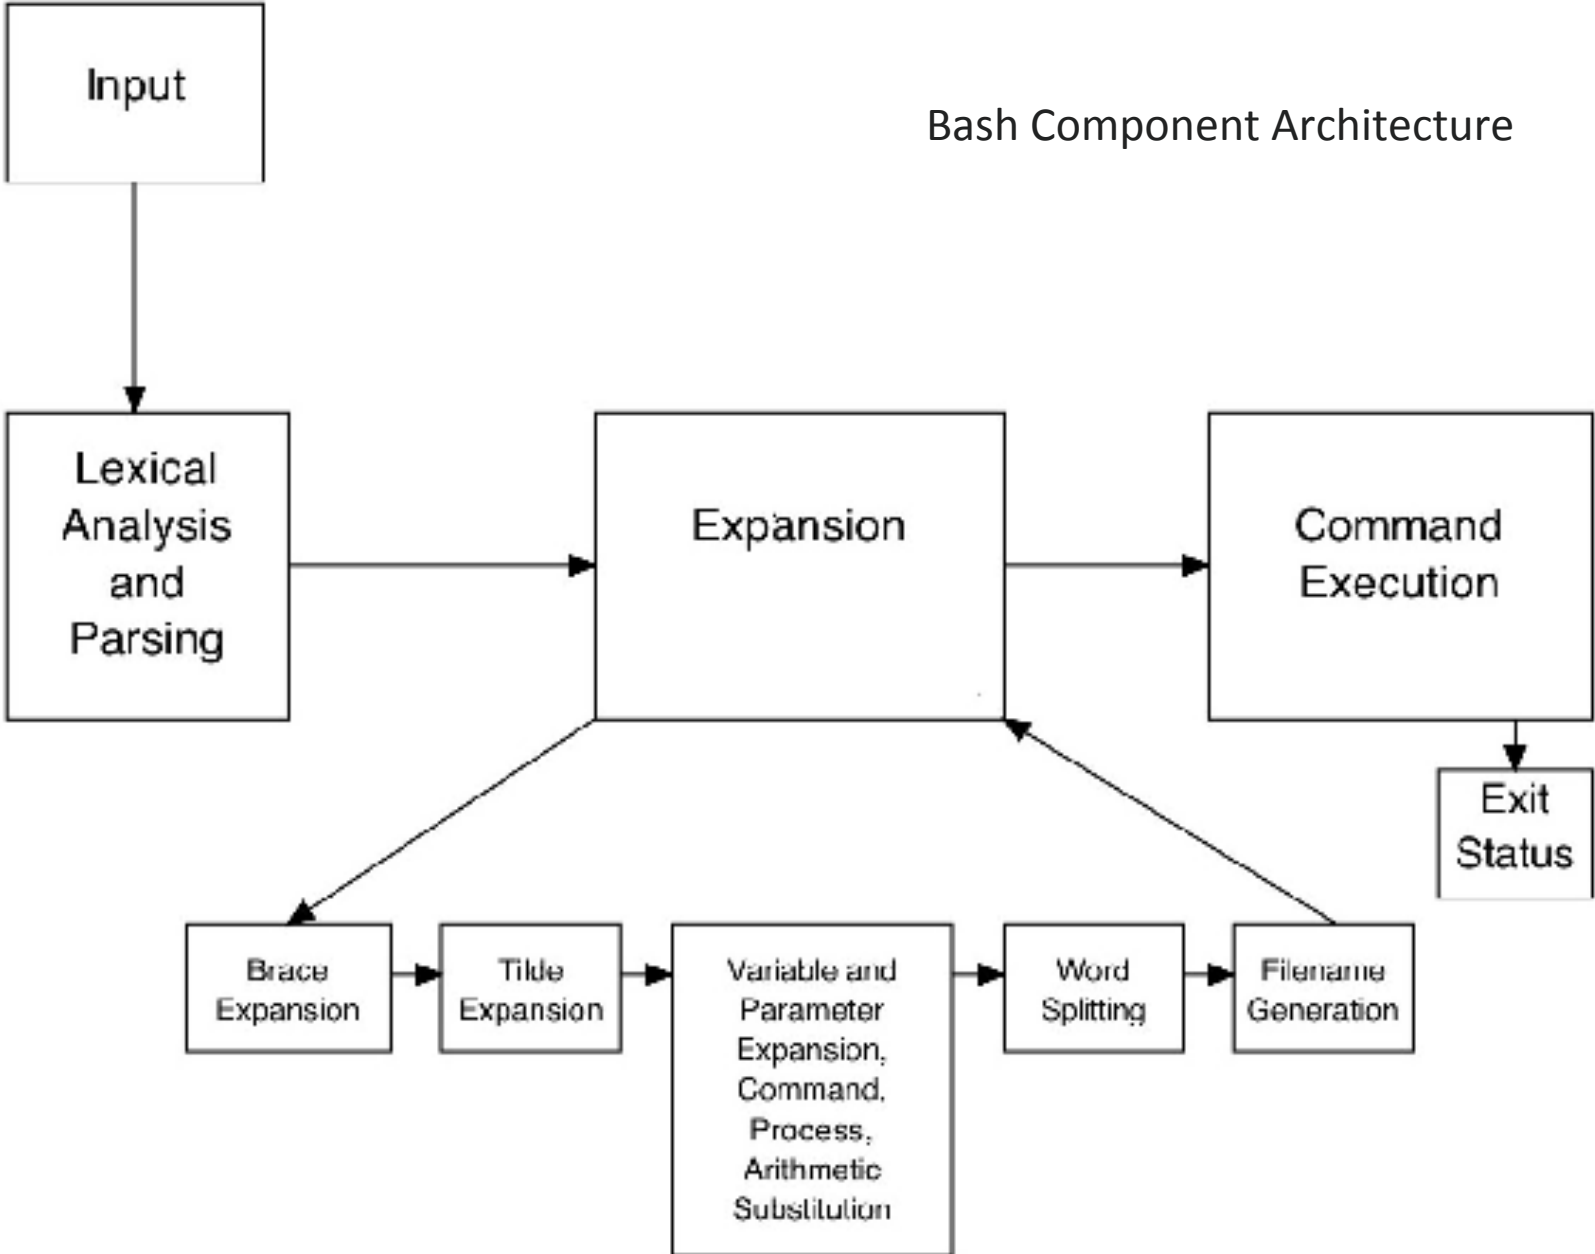 Input
Bash Component Architecture
Lexical
Analysis
and
Parsing
Expansion
Command
Execution
Exit
Status
Brace
Expansion
Tilde
Expansion
Variable and
Parameter
Expansion,
Command,
Process,
Arithmetic
Substitution
Word
Splitting
Filename
Generation